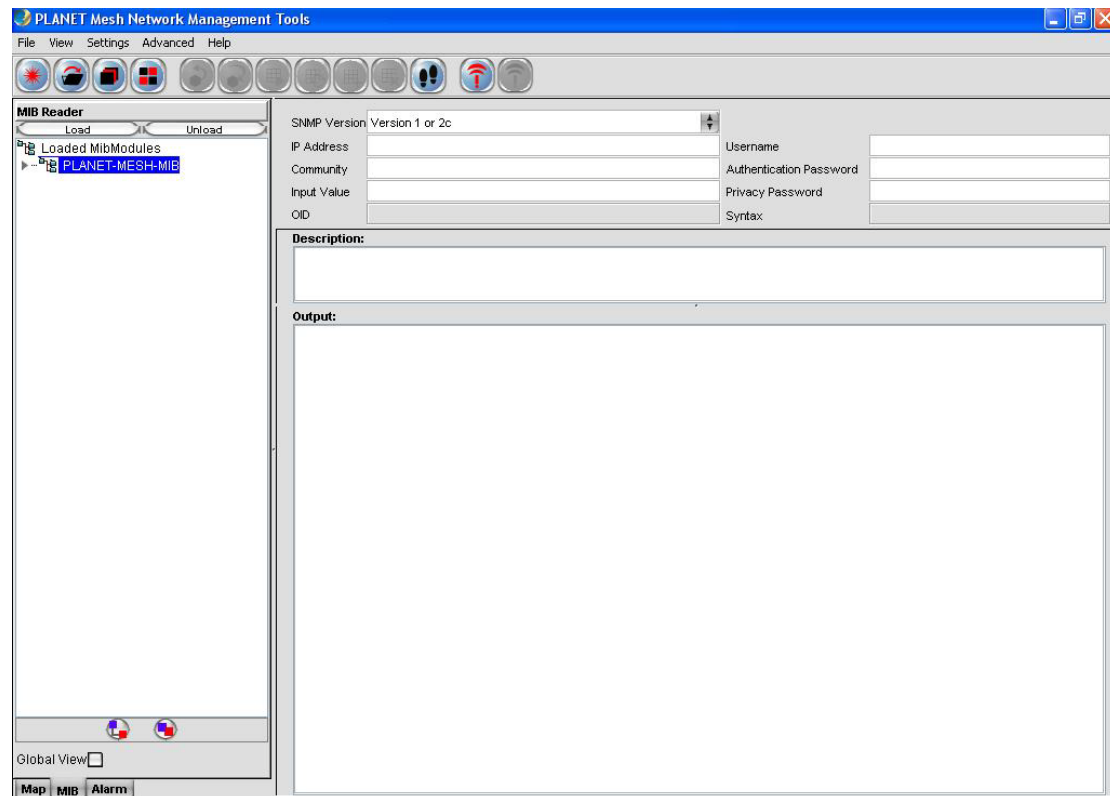 PLANET Mesh Network Management Tools
File View Settings Advanced Help
MIB Reader
Load Unload
Loaded MibModules
PLANET-MESH-MIB
Global View
Map MIB Alarm
SNMP Version Version 1 or 2c
IP Address Username
Community Authentication Password
Input Value Privacy Password
OID Syntax
Description:
Output: